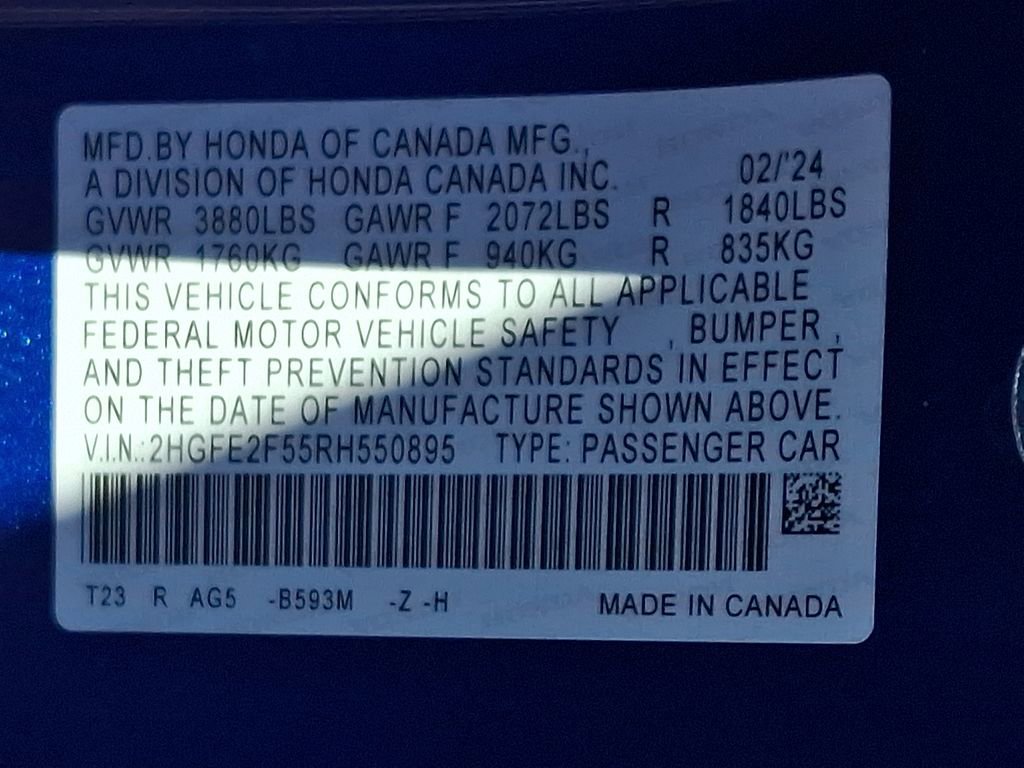 MFD.BY HONDA OF CANADA MFG.,
A DIVISION OF HONDA CANADA INC. 02/'24
GVWR 3880LBS GAWR F 2072LBS R 1840LBS
GVWR 1760KG GAWR F 940KG R 835KG
THIS VEHICLE CONFORMS TO ALL APPLICABLE
FEDERAL MOTOR VEHICLE SAFETY , BUMPER ,
AND THEFT PREVENTION STANDARDS IN EFFECT
ON THE DATE OF MANUFACTURE SHOWN ABOVE.
V.I.N.:2HGFE2F55RH550895 TYPE: PASSENGER CAR
T23 R AG5 -B593M -Z -H MADE IN CANADA